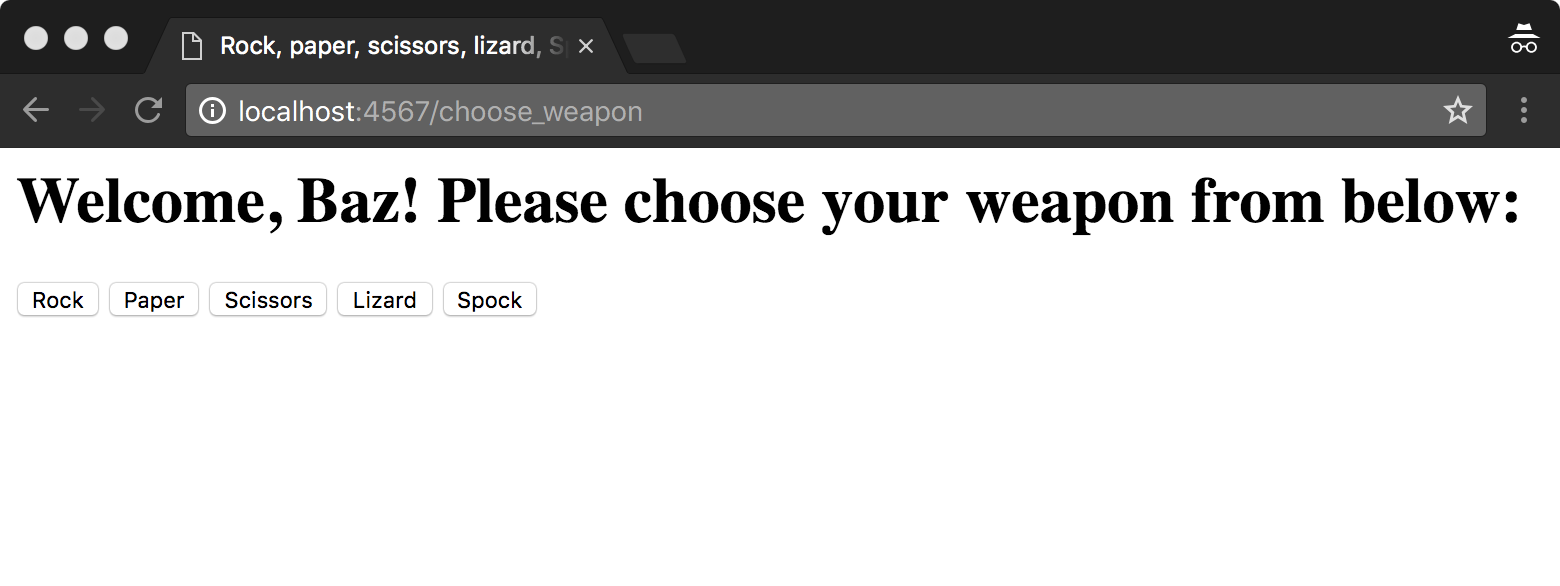 Rock, paper, scissors, lizard, S
localhost:4567/choose_weapon
Welcome, Baz! Please choose your weapon from below:
Rock Paper Scissors Lizard Spock